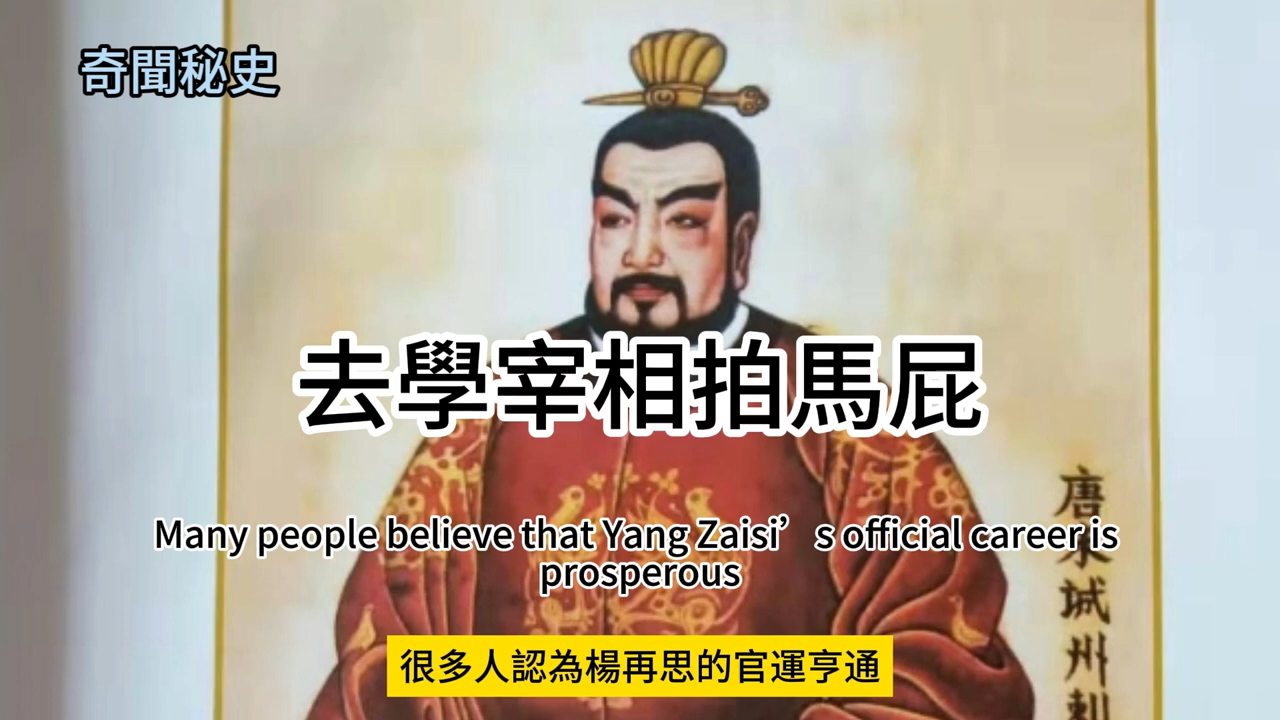 奇聞秘史
去學宰相拍馬屁
Many people believe that Yang Zaisi’s official career is
prosperous
很多人認為楊再思的官運亨通
唐
城州